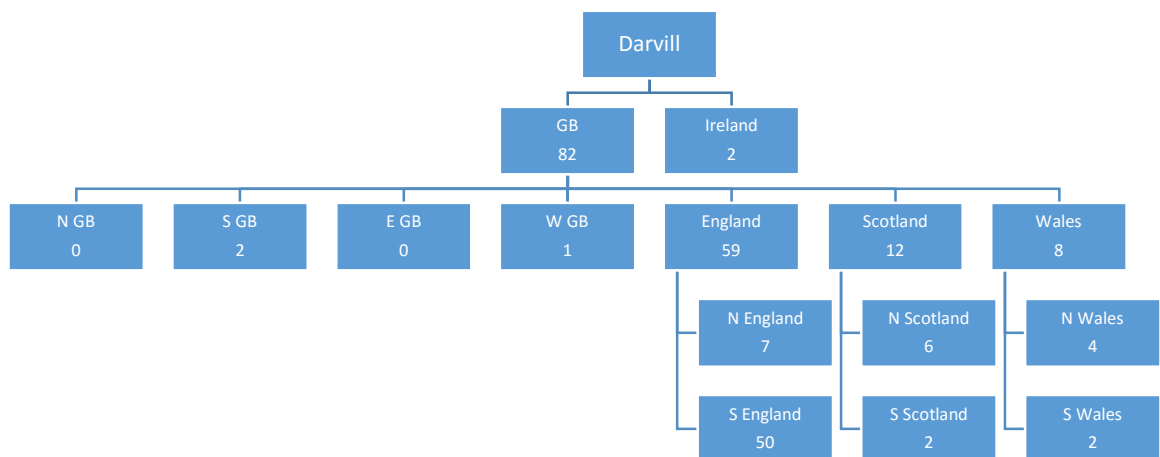 Darvill
GB
82
Ireland
2
N GB
0
S GB
2
E GB
0
W GB
1
England
59
Scotland
12
Wales
8
N England
7
N Scotland
6
N Wales
4
S England
50
S Scotland
2
S Wales
2